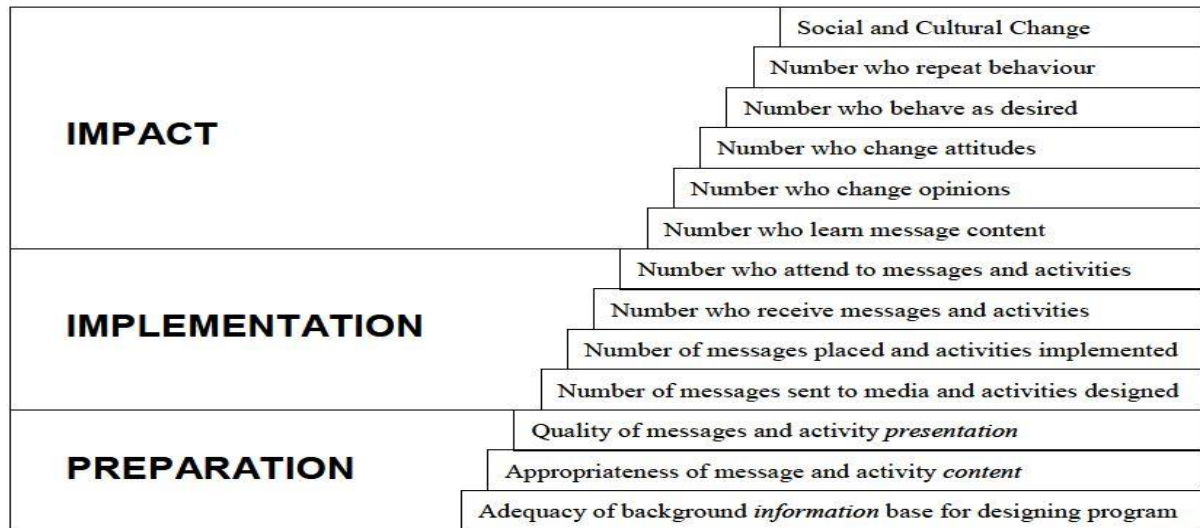 IMPACT
Social and Cultural Change
Number who repeat behaviour
Number who behave as desired
Number who change attitudes
Number who change opinions
Number who learn message content
IMPLEMENTATION
Number who attend to messages and activities
Number who receive messages and activities
Number of messages placed and activities implemented
Number of messages sent to media and activities designed
PREPARATION
Quality of messages and activity presentation
Appropriateness of message and activity content
Adequacy of background information base for designing program